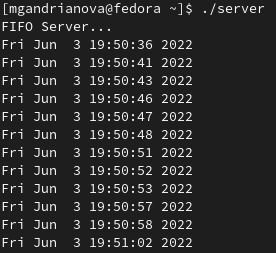 [mgandrianova@fedora ~]$ ./server
FIFO Server...
Fri Jun  3 19:50:36 2022
Fri Jun  3 19:50:41 2022
Fri Jun  3 19:50:43 2022
Fri Jun  3 19:50:46 2022
Fri Jun  3 19:50:47 2022
Fri Jun  3 19:50:48 2022
Fri Jun  3 19:50:51 2022
Fri Jun  3 19:50:52 2022
Fri Jun  3 19:50:53 2022
Fri Jun  3 19:50:57 2022
Fri Jun  3 19:50:58 2022
Fri Jun  3 19:51:02 2022